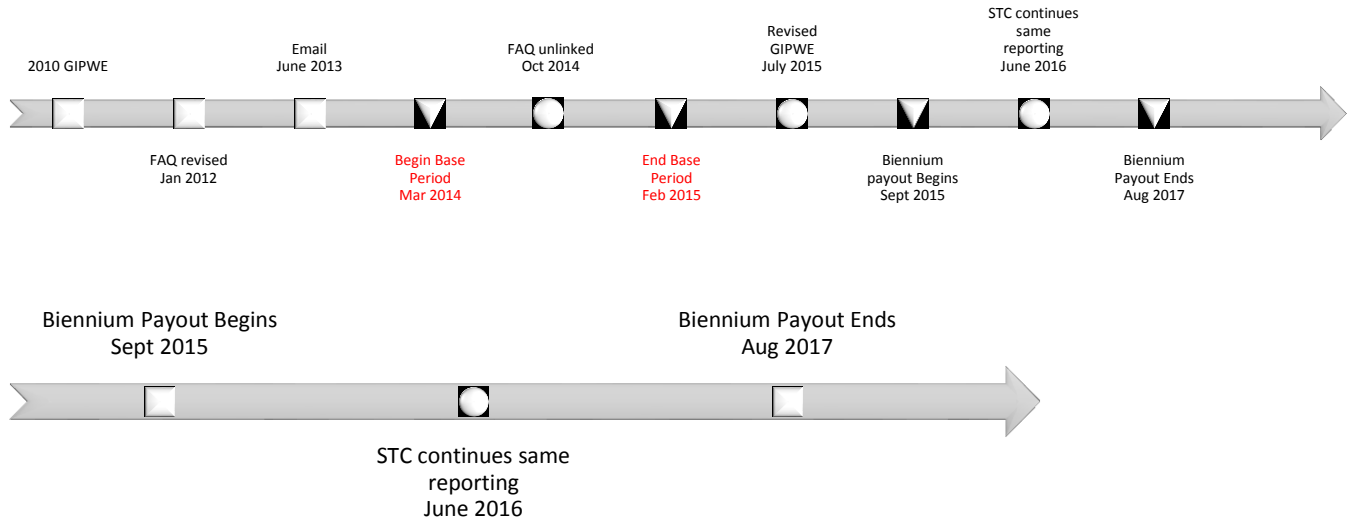 2010 GIPWE
FAQ revised
Jan 2012
Email
June 2013
Begin Base
Period
Mar 2014
FAQ unlinked
Oct 2014
End Base
Period
Feb 2015
Revised
GIPWE
July 2015
Biennium
payout Begins
Sept 2015
STC continues
same
reporting
June 2016
Biennium
Payout Ends
Aug 2017
Biennium Payout Begins
Sept 2015
STC continues same
reporting
June 2016
Biennium Payout Ends
Aug 2017